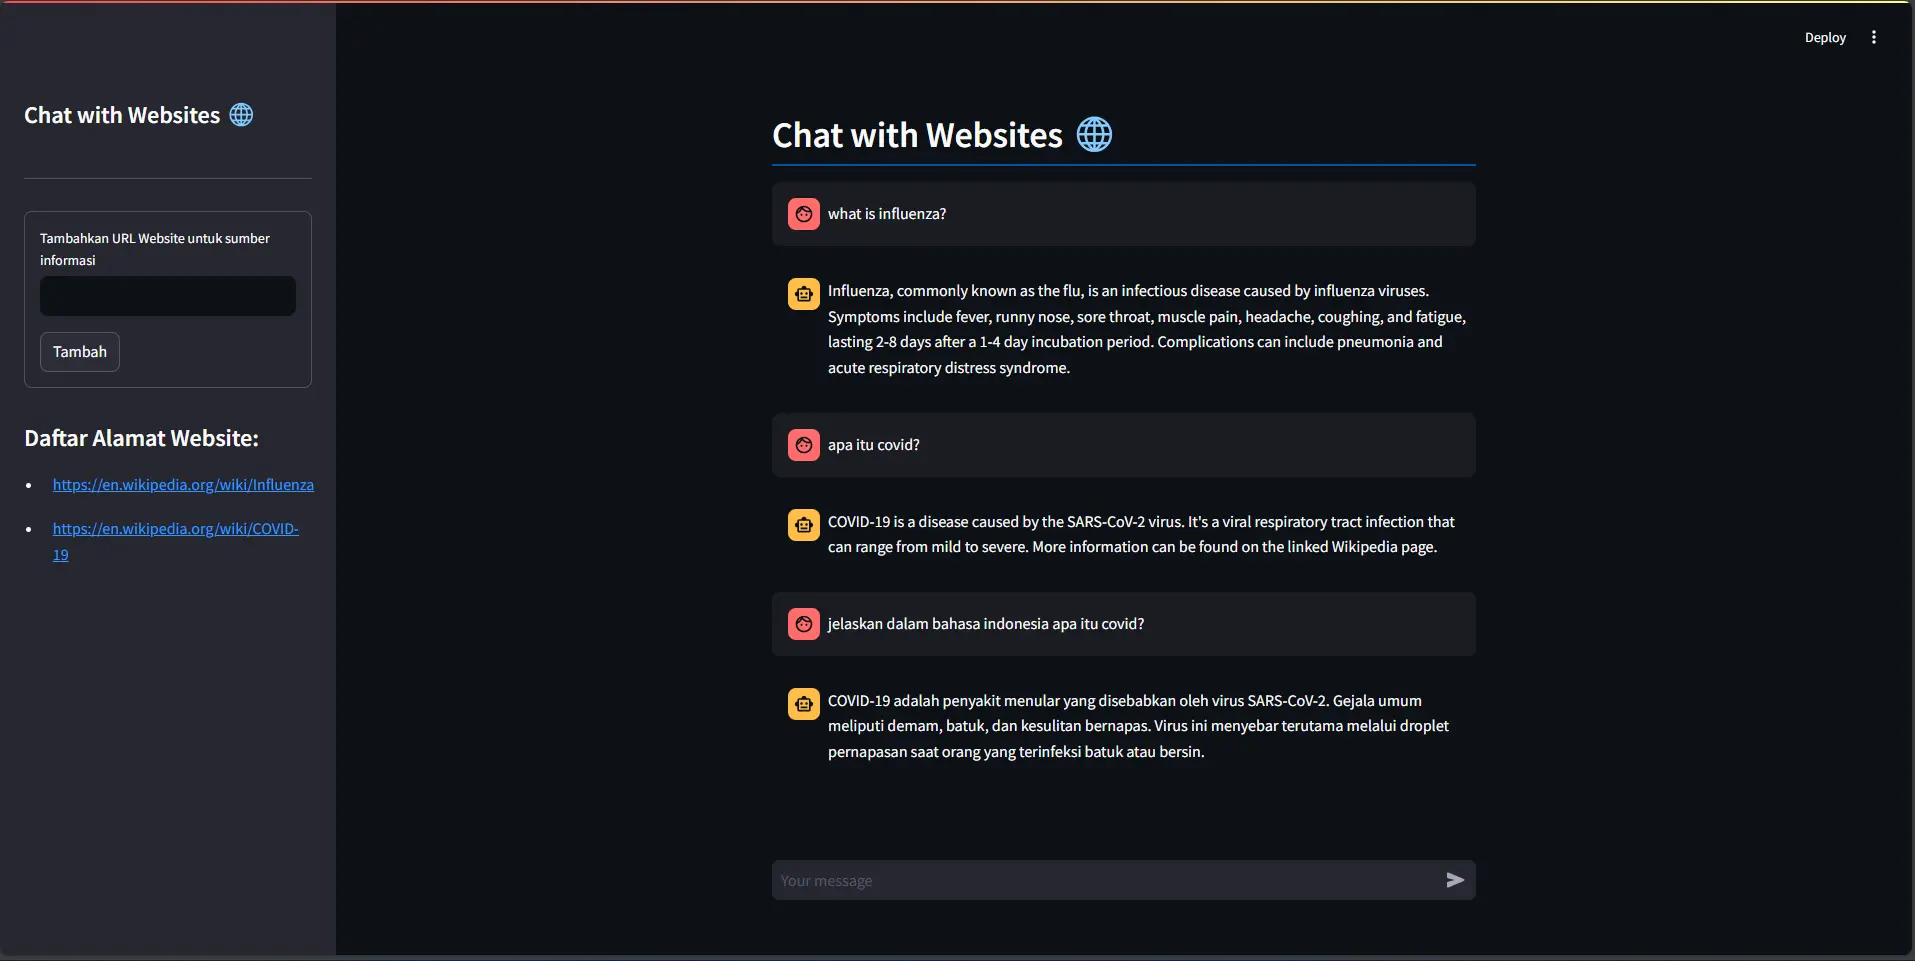 Deploy
Chat with Websites
Tambahkan URL Website untuk sumber
informasi
Tambah
Daftar Alamat Website:
https://en.wikipedia.org/wiki/Influenza
https://en.wikipedia.org/wiki/COVID-
19
Chat with Websites
what is influenza?
Influenza, commonly known as the flu, is an infectious disease caused by influenza viruses.
Symptoms include fever, runny nose, sore throat, muscle pain, headache, coughing, and fatigue,
lasting 2-8 days after a 1-4 day incubation period. Complications can include pneumonia and
acute respiratory distress syndrome.
apa itu covid?
COVID-19 is a disease caused by the SARS-CoV-2 virus. It's a viral respiratory tract infection that
can range from mild to severe. More information can be found on the linked Wikipedia page.
jelaskan dalam bahasa indonesia apa itu covid?
COVID-19 adalah penyakit menular yang disebabkan oleh virus SARS-CoV-2. Gejala umum
meliputi demam, batuk, dan kesulitan bernapas. Virus ini menyebar terutama melalui droplet
pernapasan saat orang yang terinfeksi batuk atau bersin.
Your message